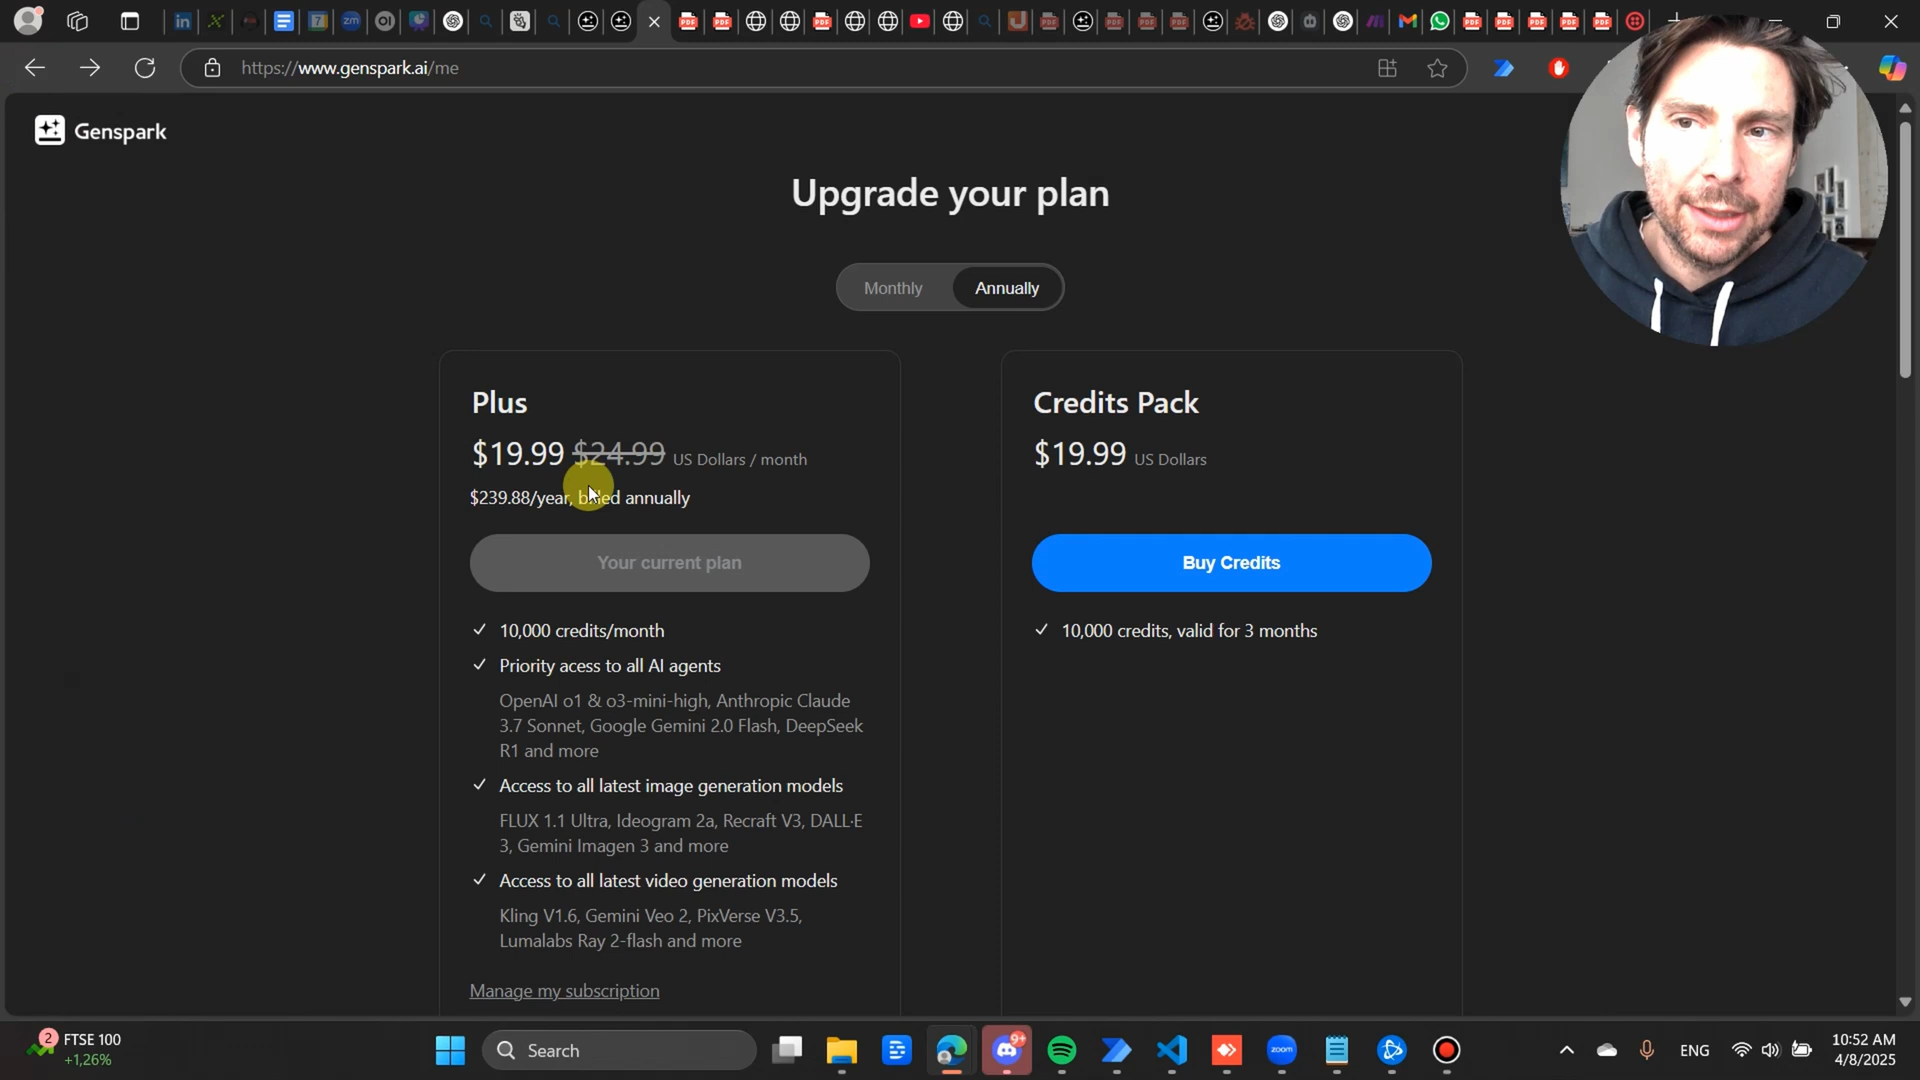 https://www.genspark.ai/me
Genspark
Upgrade your plan
Monthly
Annually
Plus
$19.99 $24.99 US Dollars / month
$239.88/year, billed annually
Your current plan
10,000 credits/month
Priority acess to all AI agents
OpenAI o1 & o3-mini-high, Anthropic Claude
3.7 Sonnet, Google Gemini 2.0 Flash, DeepSeek
R1 and more
Access to all latest image generation models
FLUX 1.1 Ultra, Ideogram 2a, Recraft V3, DALL·E
3, Gemini Imagen 3 and more
Access to all latest video generation models
Kling V1.6, Gemini Veo 2, PixVerse V3.5,
Lumalabs Ray 2-flash and more
Manage my subscription
Credits Pack
$19.99 US Dollars
Buy Credits
10,000 credits, valid for 3 months
2
FTSE 100
+1,26%
Search
9+
zoom
ENG
10:52 AM
4/8/2025